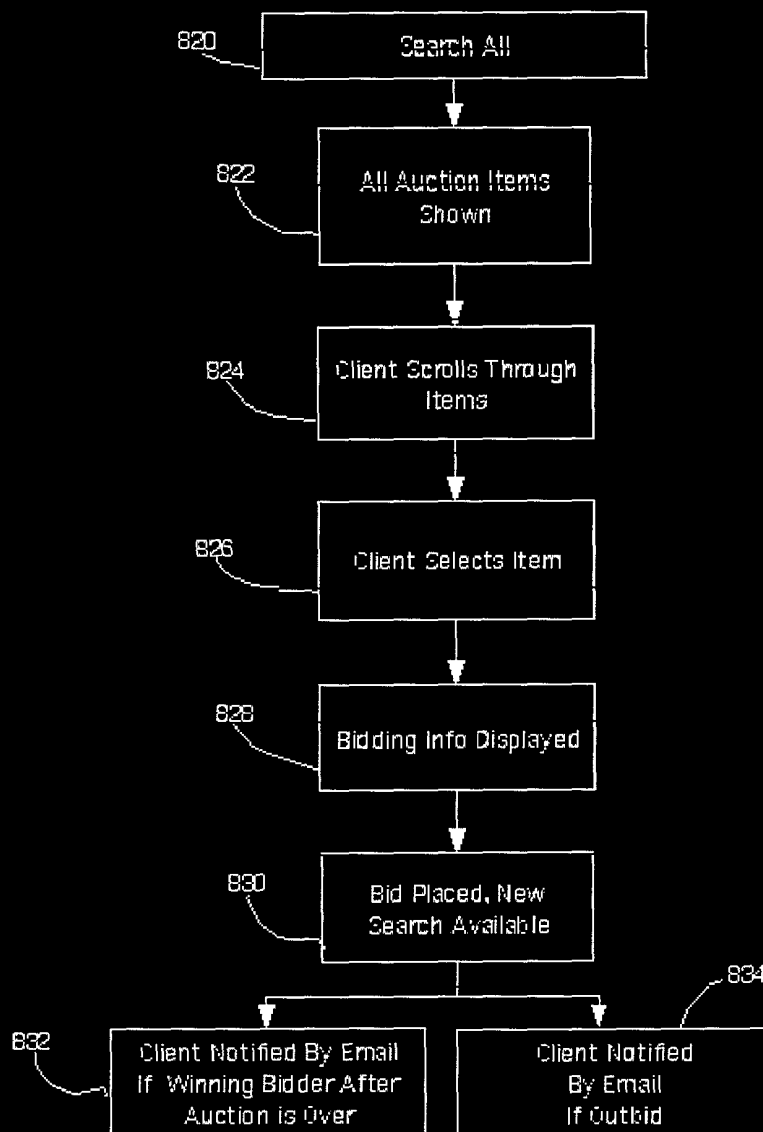 820
Search All
822
All Auction Items
Shown
824
Client Scrolls Through
Items
826
Client Selects Item
828
Bidding Info Displayed
830
Bid Placed, New
Search Available
834
832
Client Notified By Email
If Winning Bidder After
Auction is Over
Client Notified
By Email
If Outbid